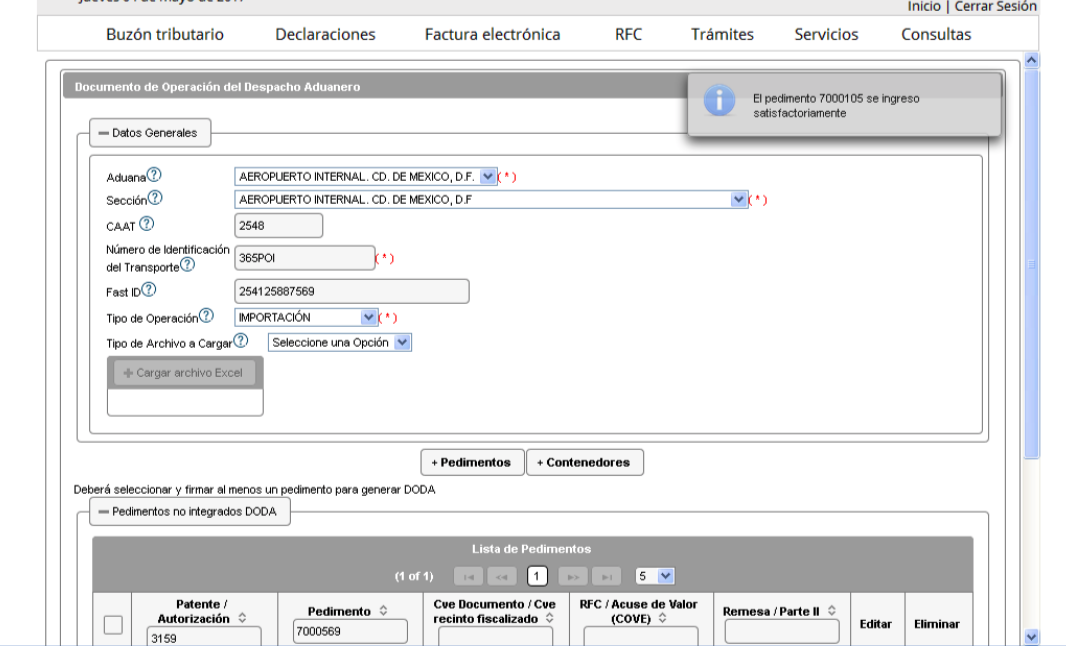 Inicio | Cerrar Sesión
Buzón tributario Declaraciones Factura electrónica RFC Trámites Servicios Consultas
Documento de Operación del Despacho Aduanero
El pedimento 7000105 se ingreso
satisfactoriamente
Datos Generales
Aduana AEROPUERTO INTERNAL. CD. DE MEXICO, D.F. (*)
Sección AEROPUERTO INTERNAL. CD. DE MEXICO, D.F (*)
CAAT 2548
Número de Identificación
del Transporte 365POI (*)
Fast ID 254125887569
Tipo de Operación IMPORTACIÓN (*)
Tipo de Archivo a Cargar Seleccione una Opción
+ Cargar archivo Excel
+ Pedimentos + Contenedores
Deberá seleccionar y firmar al menos un pedimento para generar DODA
Pedimentos no integrados DODA
Lista de Pedimentos
(1 of 1) 1 5
Patente /
Autorización
3159
Pedimento
7000569
Cve Documento / Cve
recinto fiscalizado
RFC / Acuse de Valor
(COVE)
Remesa / Parte II
Editar
Eliminar